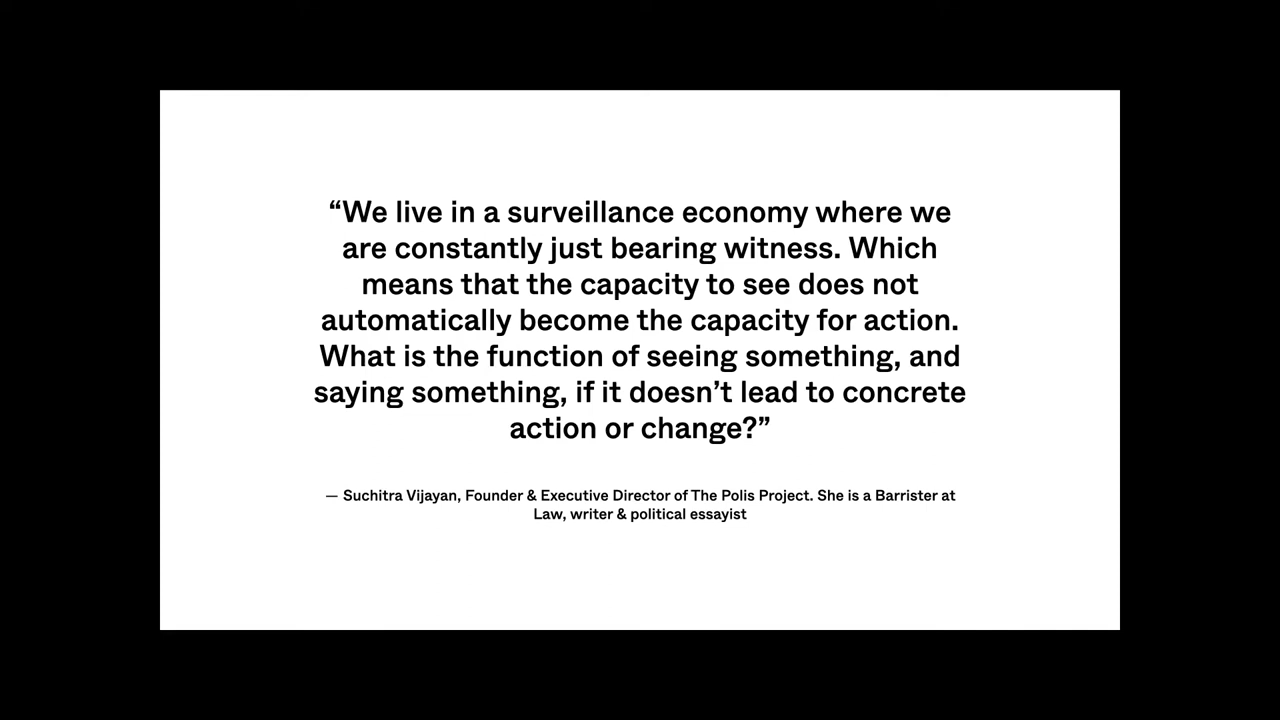 “We live in a surveillance economy where we
are constantly just bearing witness. Which
means that the capacity to see does not
automatically become the capacity for action.
What is the function of seeing something, and
saying something, if it doesn’t lead to concrete
action or change?”
— Suchitra Vijayan, Founder & Executive Director of The Polis Project. She is a Barrister at
Law, writer & political essayist